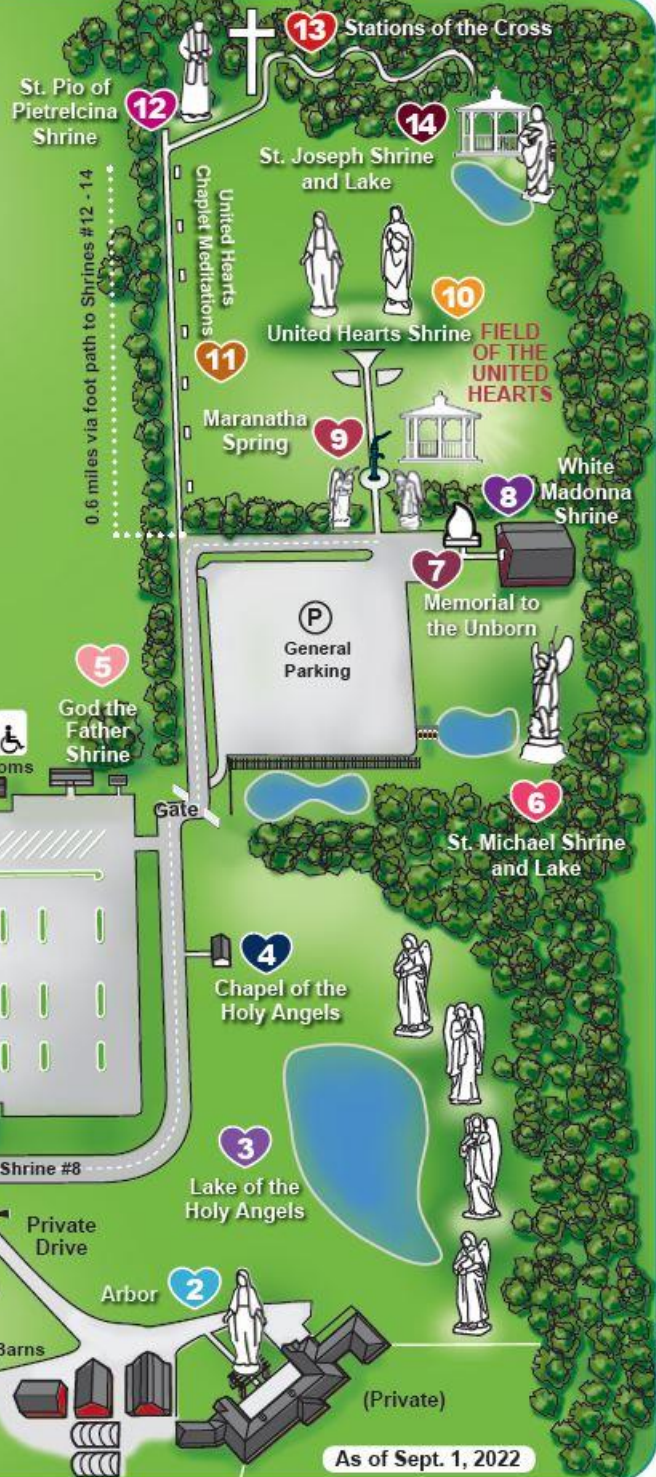 13
Stations of the Cross
St. Pio of
Pietrelcina
Shrine
12
14
St. Joseph Shrine
and Lake
0.6 miles via foot path to Shrines #12 - 14
United Hearts
Chaplet Meditations
11
10
United Hearts Shrine
FIELD
OF THE
UNITED
HEARTS
Maranatha
Spring
9
8
White
Madonna
Shrine
7
Memorial to
the Unborn
P
General
Parking
5
God the
Father
Shrine
oms
Gate
6
St. Michael Shrine
and Lake
4
Chapel of the
Holy Angels
3
Lake of the
Holy Angels
Shrine #8
Private
Drive
Arbor
2
Barns
(Private)
As of Sept. 1, 2022